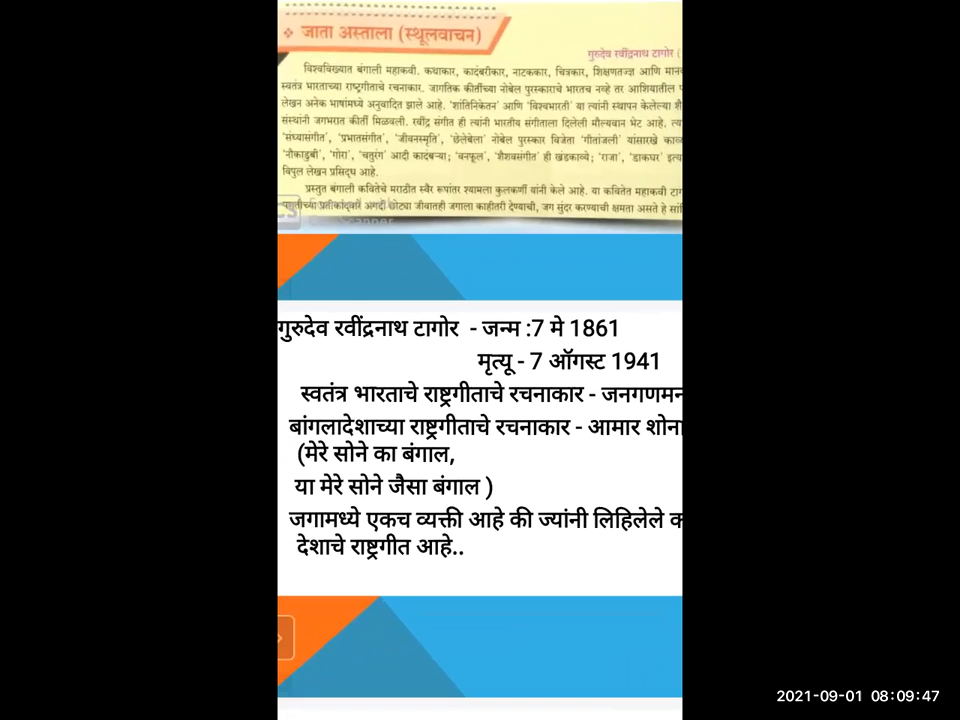 ❖ जाता अस्ताला (स्थूलवाचन)
गुरुदेव रवींद्रनाथ टागोर (
विश्वविख्यात बंगाली महाकवी. कथाकार, कादंबरीकार, नाटककार, चित्रकार, शिक्षणतज्ज्ञ आणि मानव
स्वतंत्र भारताच्या राष्ट्रगीताचे रचनाकार. जागतिक कीर्तीच्या नोबेल पुरस्काराचे भारतच नव्हे तर आशियातील प
लेखन अनेक भाषांमध्ये अनुवादित झाले आहे. 'शांतिनिकेतन' आणि 'विश्वभारती' या त्यांनी स्थापन केलेल्या शै
संस्थांनी जगभरात कीर्ती मिळवली. रवींद्र संगीत ही त्यांनी भारतीय संगीताला दिलेली मौल्यवान भेट आहे. त्य
'संध्यासंगीत', 'प्रभातसंगीत', 'जीवनस्मृति', 'छेलेबेला' नोबेल पुरस्कार विजेता 'गीतांजली' यांसारखे काव्
'नौकाडुबी', 'गोरा', 'चतुरंग' आदी कादंबऱ्या; 'वनफूल', 'शैशवसंगीत' ही खंडकाव्ये; 'राजा', 'डाकघर' इत्य
विपुल लेखन प्रसिद्ध आहे.
प्रस्तुत बंगाली कवितेचे मराठीत स्वैर रूपांतर श्यामला कुलकर्णी यांनी केले आहे. या कवितेत महाकवी टाग
प्रतीकांद्वारे अगदी छोट्या जीवातही जगाला काहीतरी देण्याची, जग सुंदर करण्याची क्षमता असते हे सां
CS
गुरुदेव रवींद्रनाथ टागोर - जन्म :7 मे 1861
मृत्यू - 7 ऑगस्ट 1941
स्वतंत्र भारताचे राष्ट्रगीताचे रचनाकार - जनगणमन
बांगलादेशाच्या राष्ट्रगीताचे रचनाकार - आमार शोना
(मेरे सोने का बंगाल,
या मेरे सोने जैसा बंगाल )
जगामध्ये एकच व्यक्ती आहे की ज्यांनी लिहिलेले क
देशाचे राष्ट्रगीत आहे..
2021-09-01 08:09:47